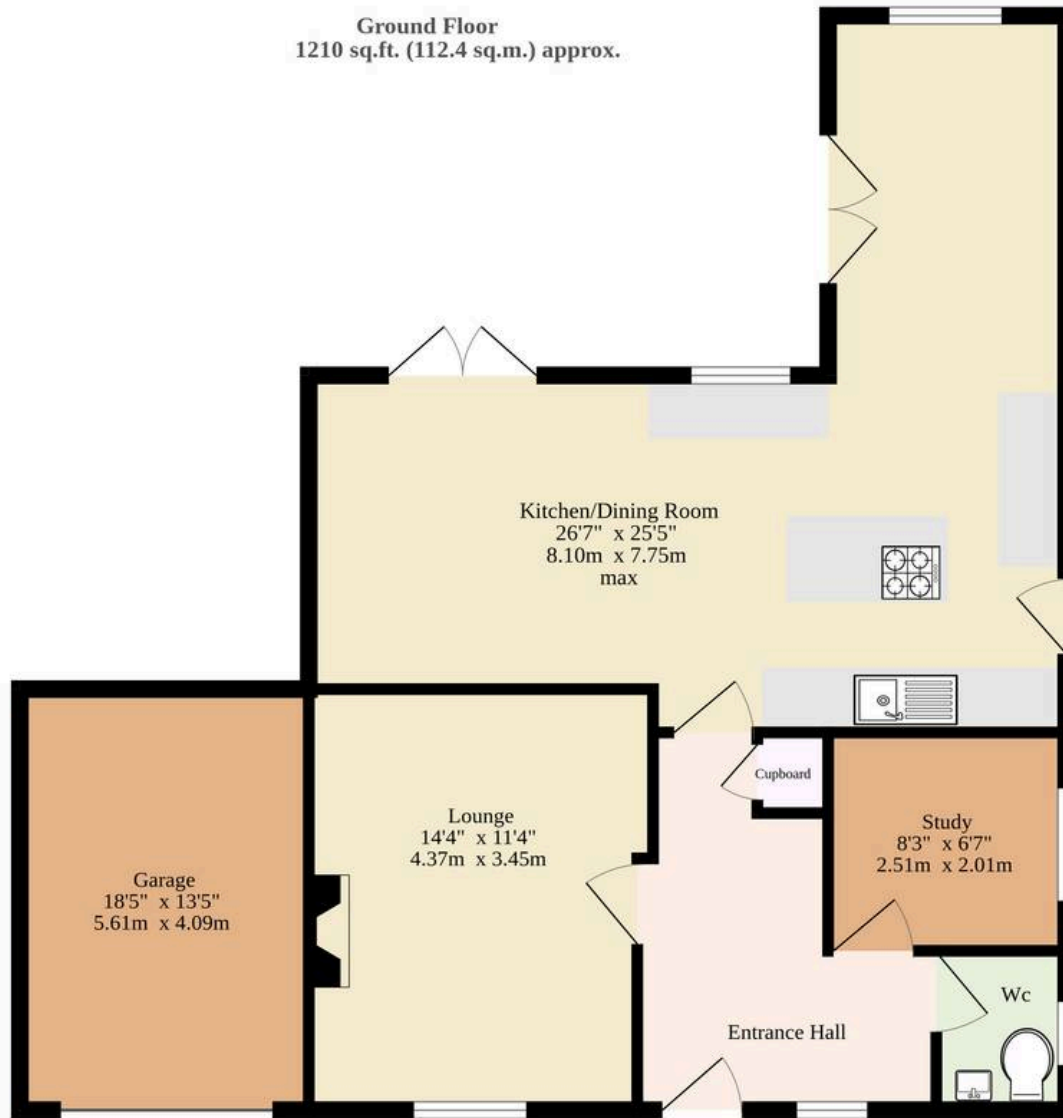 Ground Floor
1210 sq.ft. (112.4 sq.m.) approx.
Kitchen/Dining Room
26'7" x 25'5"
8.10m x 7.75m
max
Cupboard
Lounge
14'4" x 11'4"
4.37m x 3.45m
Study
8'3" x 6'7"
2.51m x 2.01m
Garage
18'5" x 13'5"
5.61m x 4.09m
Wc
Entrance Hall